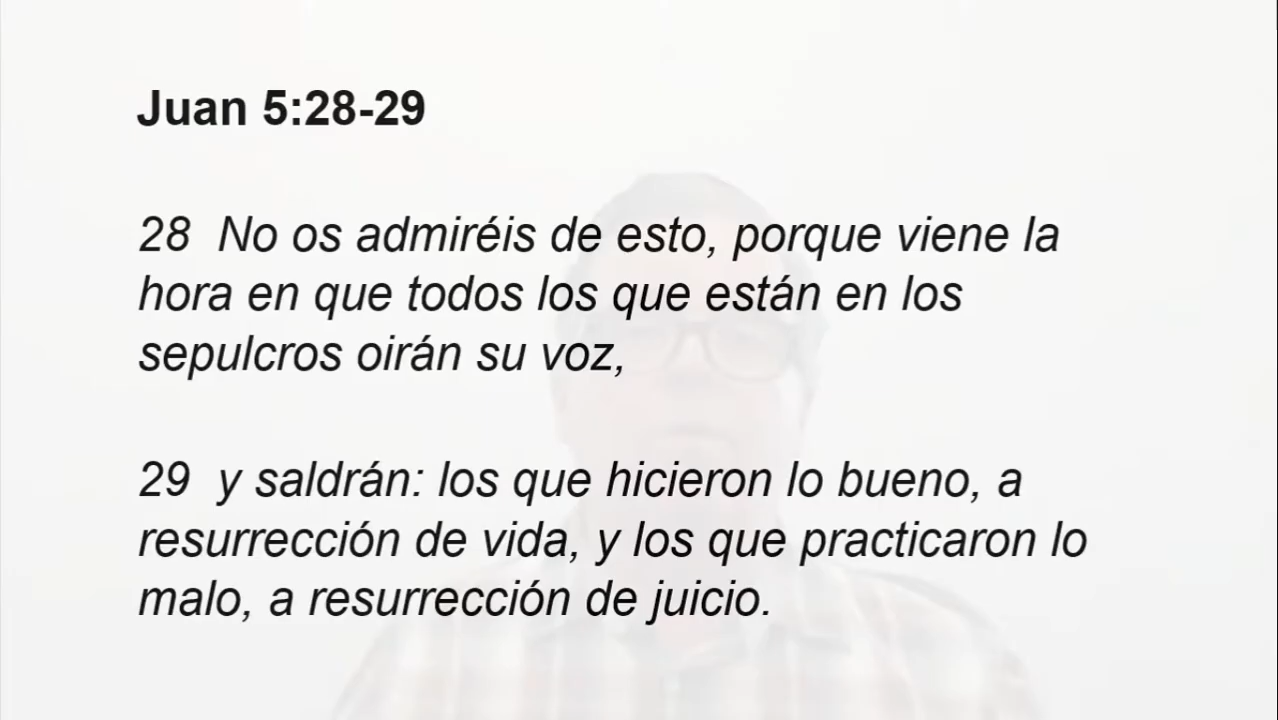 Juan 5:28-29
28 No os admiréis de esto, porque viene la
hora en que todos los que están en los
sepulcros oirán su voz,
29 y saldrán: los que hicieron lo bueno, a
resurrección de vida, y los que practicaron lo
malo, a resurrección de juicio.